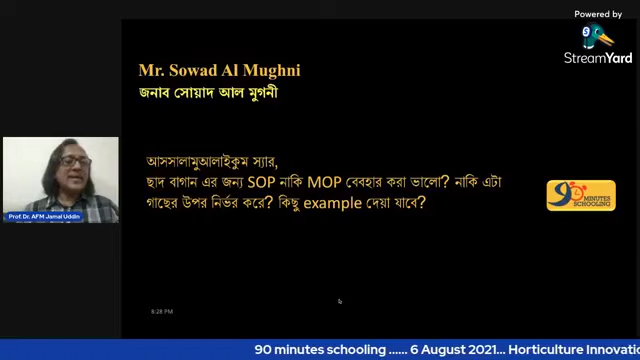 Powered by
StreamYard
Mr. Sowad Al Mughni
জনাব সোয়াদ আল মুগনী
আসসালামুআলাইকুম স্যার,
ছাদ বাগান এর জন্য SOP নাকি MOP বেবহার করা ভালো? নাকি এটা
গাছের উপর নির্ভর করে? কিছু example দেয়া যাবে?
90 MINUTES
SCHOOLING
Prof.Dr. AFM Jamal Uddin
8:28 PM
90 minutes schooling ...... 6 August 2021... Horticulture Innovatio